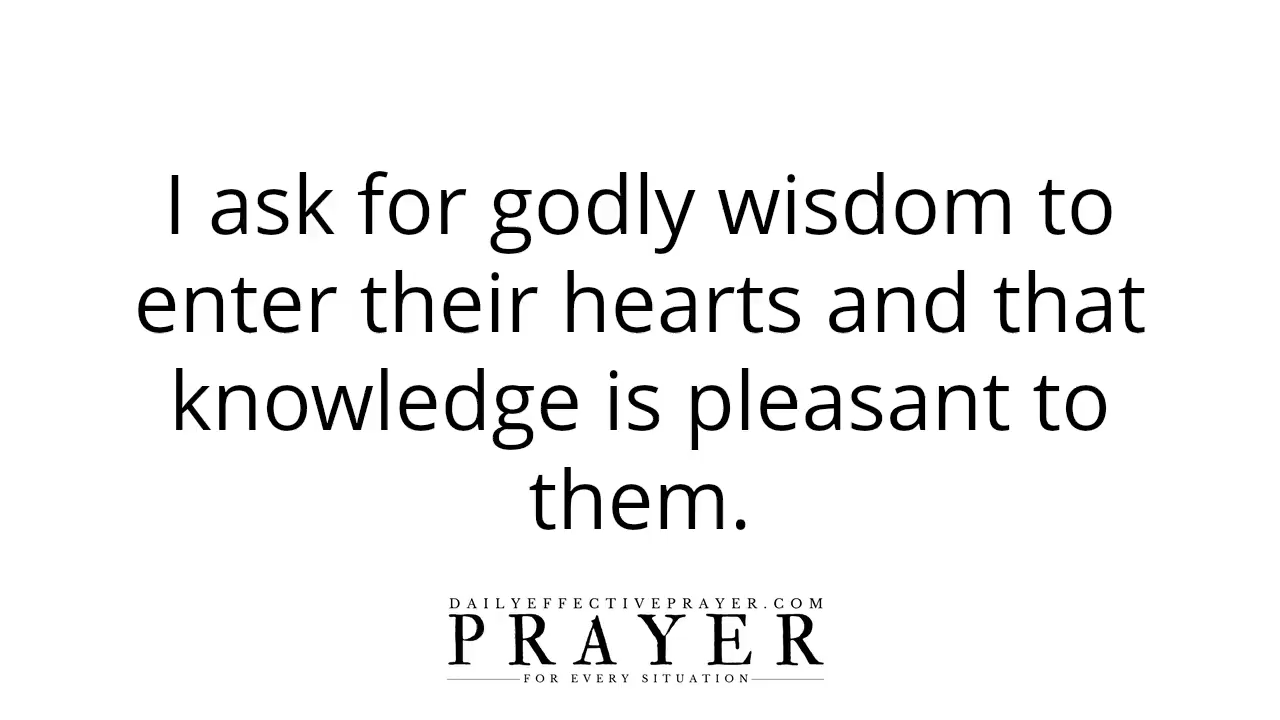 I ask for godly wisdom to
enter their hearts and that
knowledge is pleasant to
them.
DAILYEFFECTIVEPRAYER.COM
PRAYER
FOR EVERY SITUATION